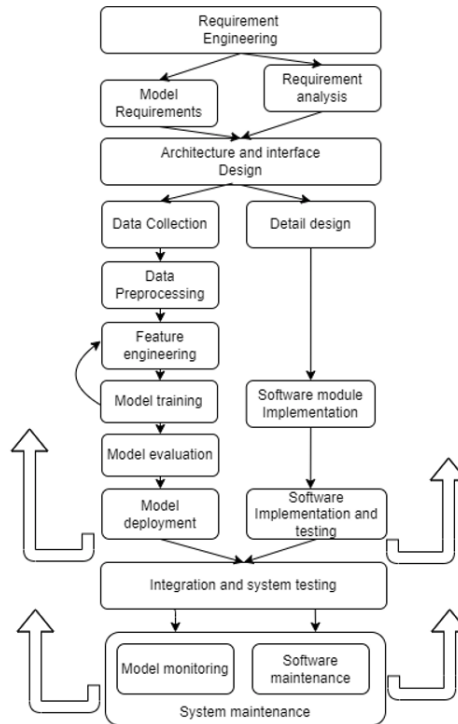 Requirement
Engineering
Model
Requirements
Requirement
analysis
Architecture and interface
Design
Data Collection
Detail design
Data
Preprocessing
Feature
engineering
Model training
Software module
Implementation
Model evaluation
Model
deployment
Software
Implementation and
testing
Integration and system testing
Model monitoring
Software
maintenance
System maintenance